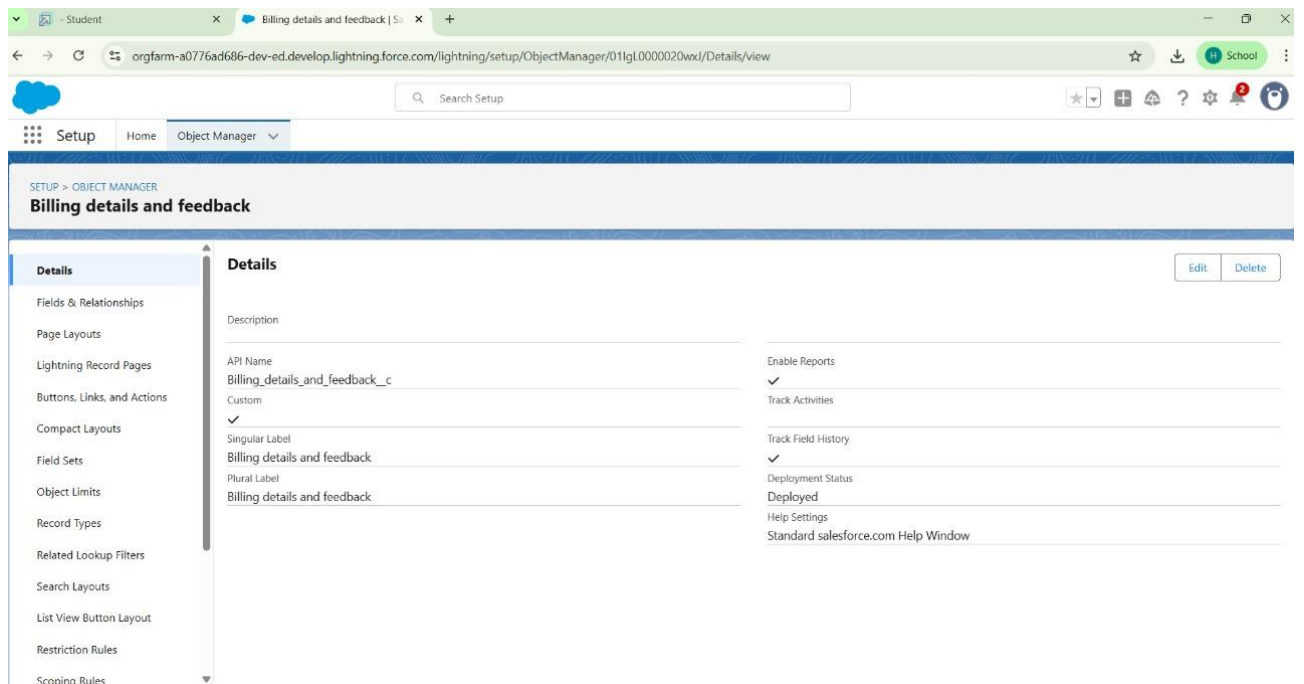 - Student
Billing details and feedback | Sa
orgfarm-a0776ad686-dev-ed.develop.lightning.force.com/lightning/setup/ObjectManager/01IgL0000020wxJ/Details/view
H School
Search Setup
2
Setup Home Object Manager
SETUP > OBJECT MANAGER
Billing details and feedback
Details
Fields & Relationships
Page Layouts
Lightning Record Pages
Buttons, Links, and Actions
Compact Layouts
Field Sets
Object Limits
Record Types
Related Lookup Filters
Search Layouts
List View Button Layout
Restriction Rules
Scoping Rules
Details
Edit Delete
Description
API Name
Billing_details_and_feedback__c
Custom
Singular Label
Billing details and feedback
Plural Label
Billing details and feedback
Enable Reports
Track Activities
Track Field History
Deployment Status
Deployed
Help Settings
Standard salesforce.com Help Window